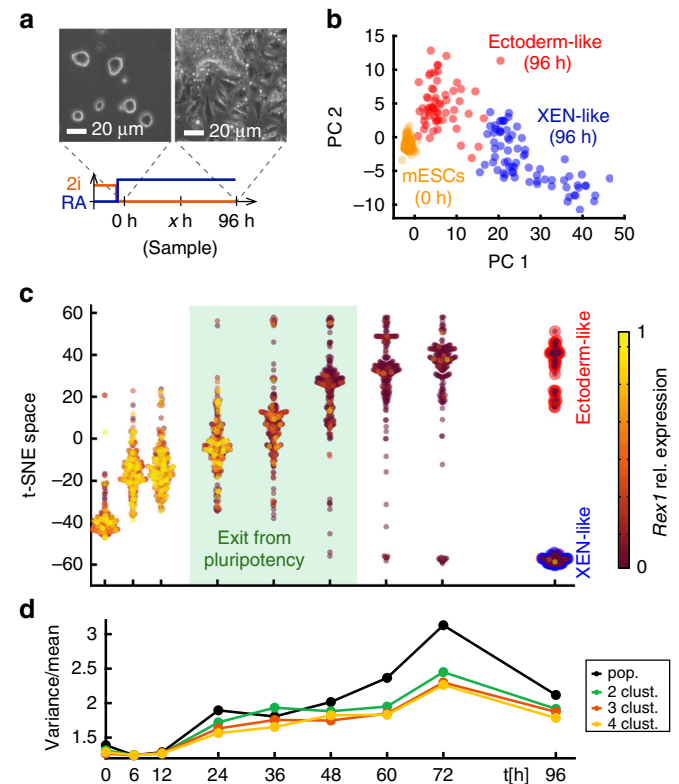 a
20 μm
20 μm
2i
RA
0 h
x h
96 h
(Sample)
b
PC 2
15
10
5
0
−5
−10
Ectoderm-like
(96 h)
XEN-like
(96 h)
mESCs
(0 h)
0 10 20 30 40 50
PC 1
c
t-SNE space
60
40
20
0
−20
−40
−60
Exit from
pluripotency
Ectoderm-like
XEN-like
1
0
Rex1 rel. expression
d
Variance/mean
3
2.5
2
1.5
0 6 12 24 36 48 60 72 t[h] 96
pop.
2 clust.
3 clust.
4 clust.